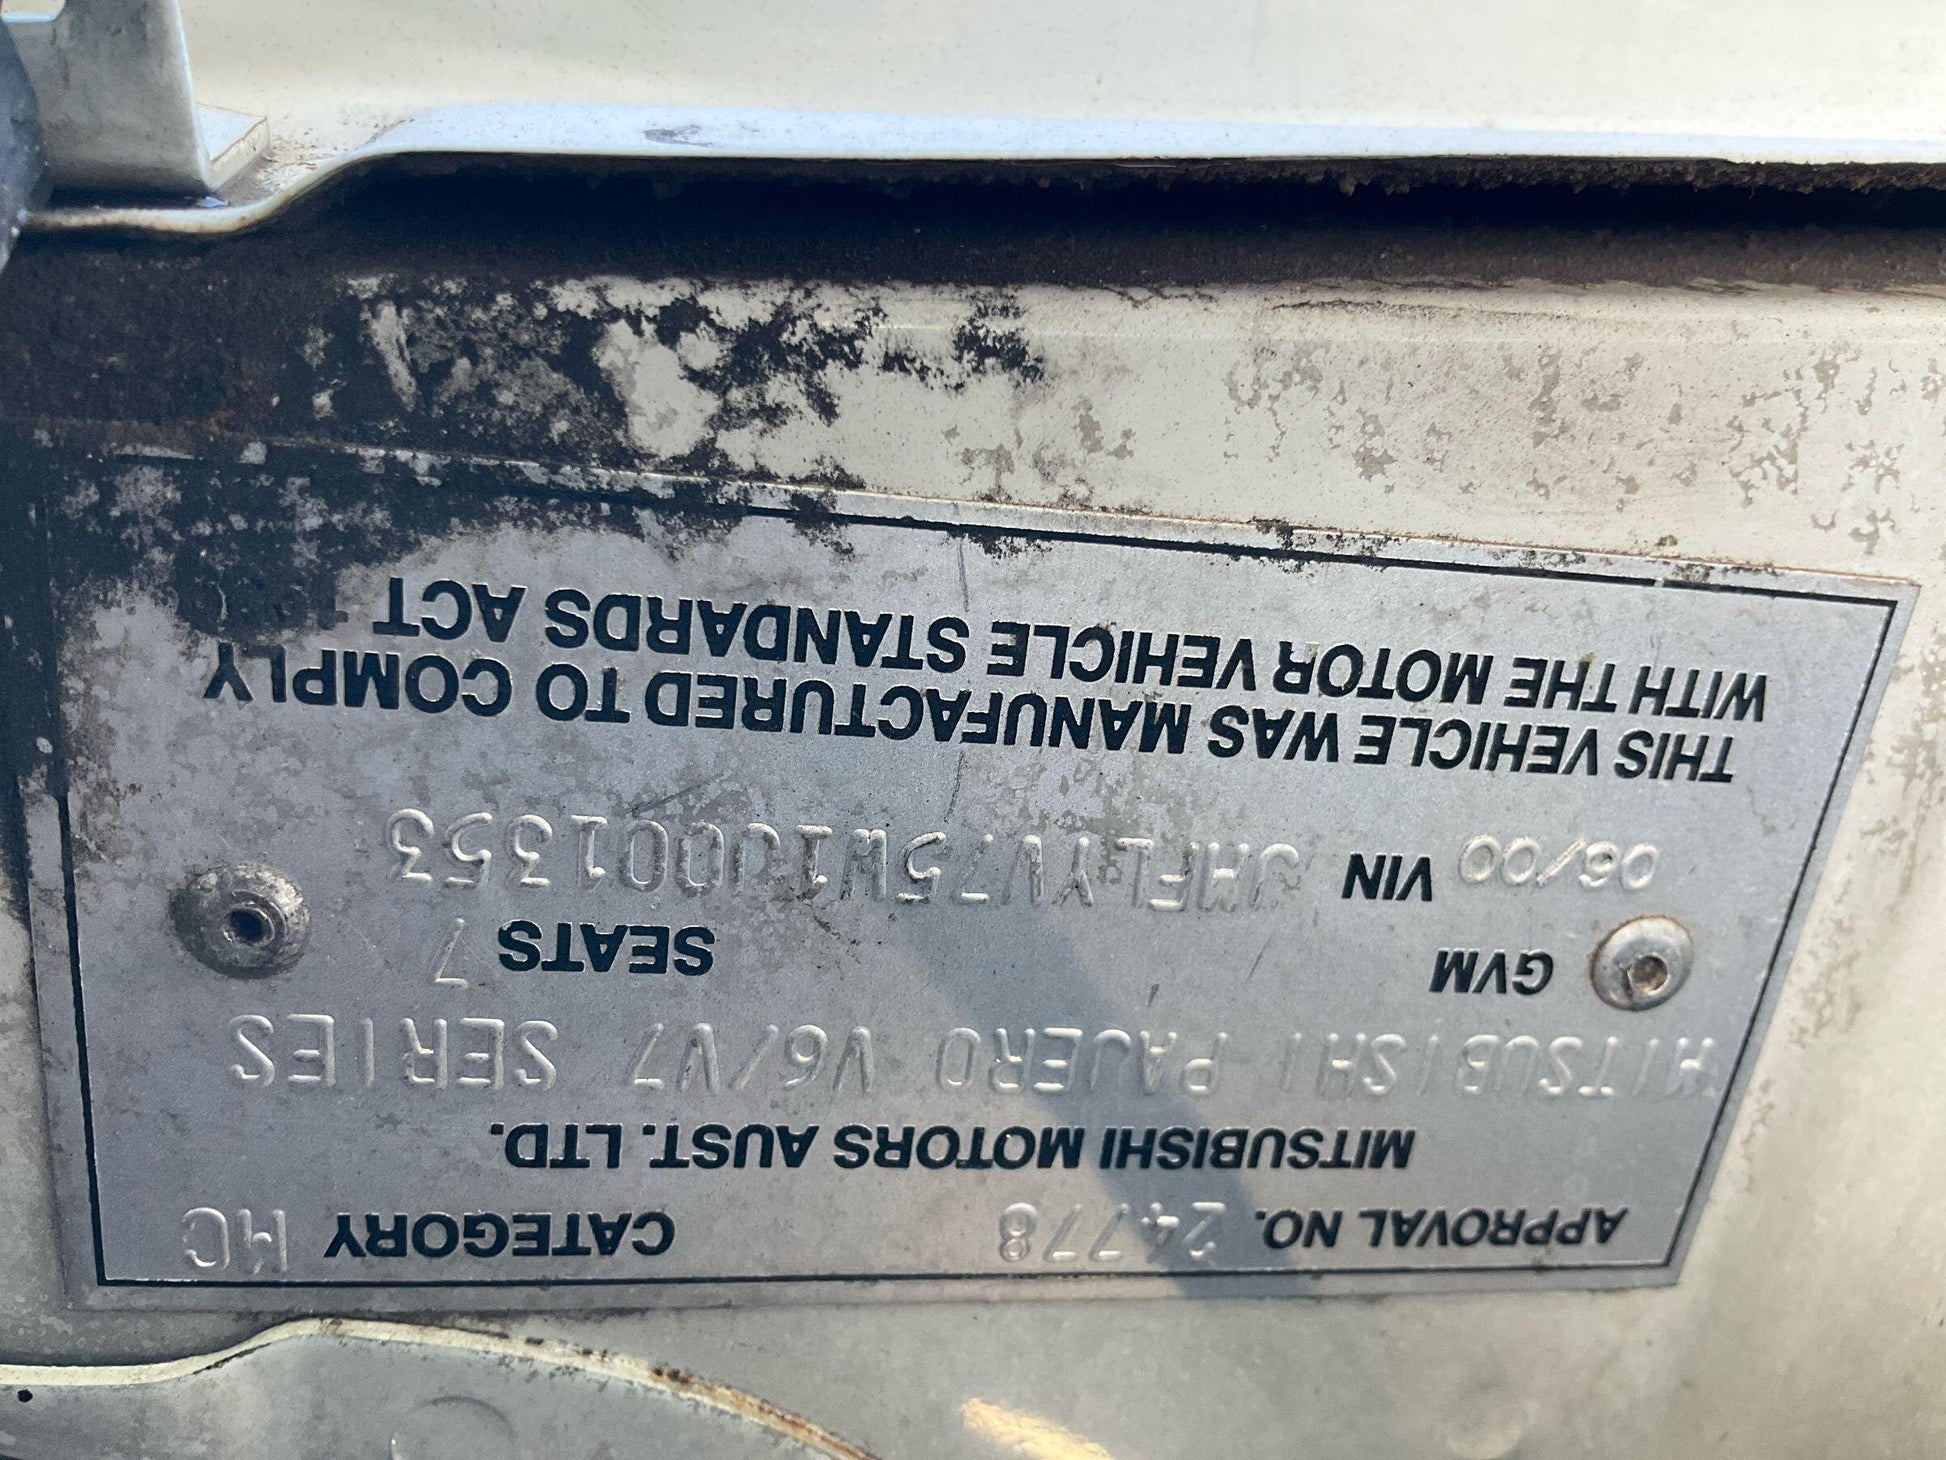 APPROVAL NO. 24778 CATEGORY MC
MITSUBISHI MOTORS AUST. LTD.
MITSUBISHI PAJERO V6/V7 SERIES
GVM SEATS 7
06/00 VIN JMFLYV75W1J001353
THIS VEHICLE WAS MANUFACTURED TO COMPLY
WITH THE MOTOR VEHICLE STANDARDS ACT